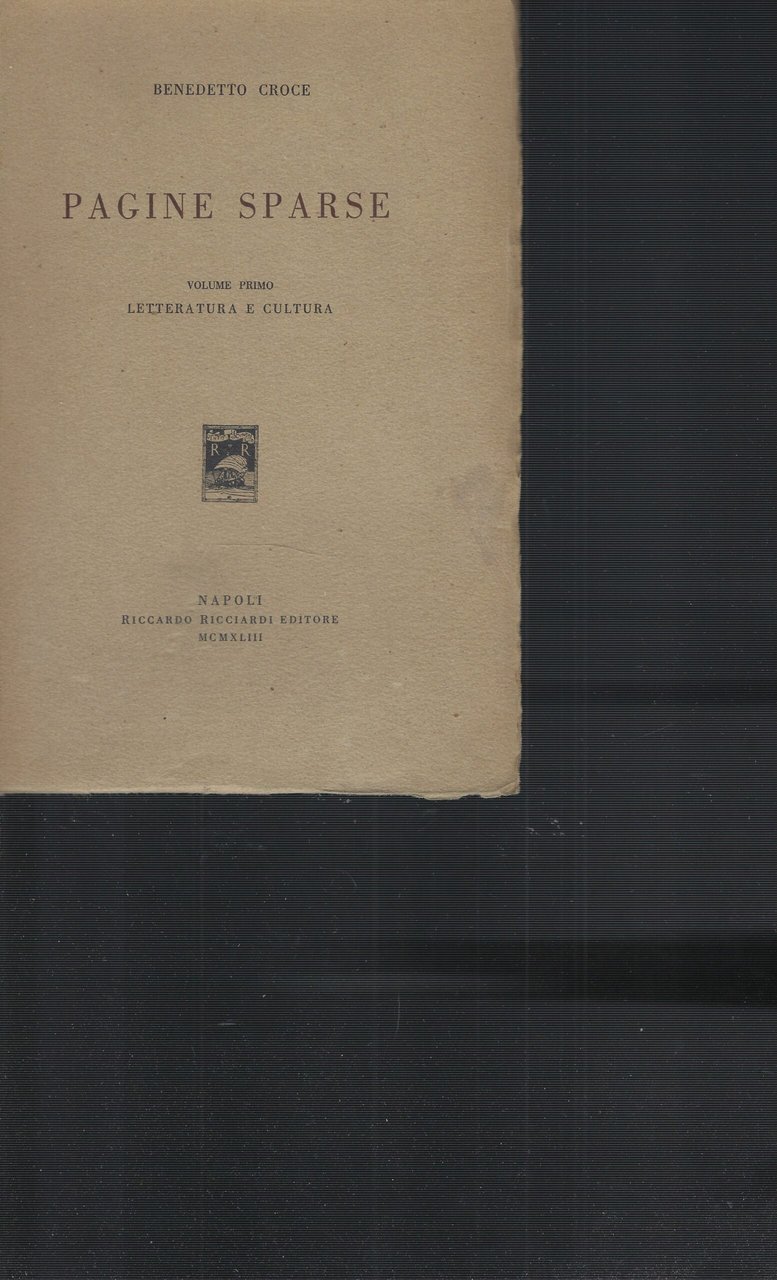 BENEDETTO CROCE
PAGINE SPARSE
VOLUME PRIMO
LETTERATURA E CULTURA
R R
NAPOLI
RICCARDO RICCIARDI EDITORE
MCMXLIII